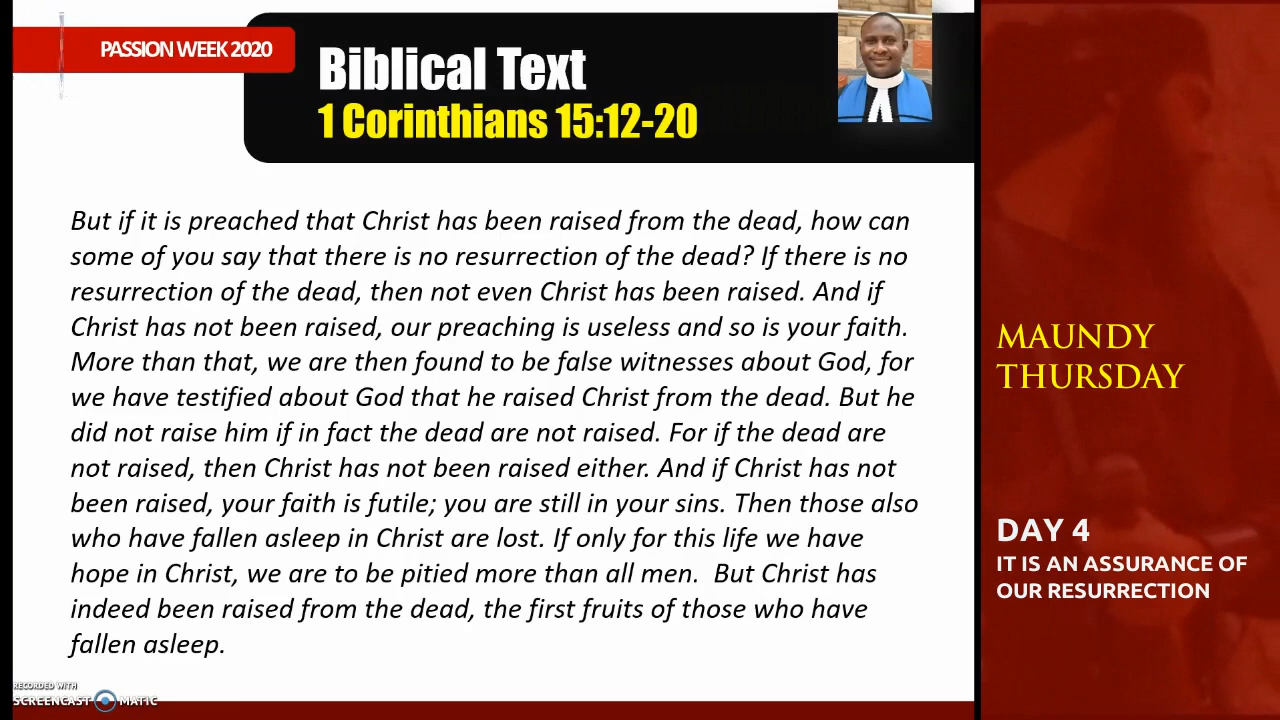 PASSION WEEK 2020
Biblical Text
1 Corinthians 15:12-20
But if it is preached that Christ has been raised from the dead, how can
some of you say that there is no resurrection of the dead? If there is no
resurrection of the dead, then not even Christ has been raised. And if
Christ has not been raised, our preaching is useless and so is your faith.
More than that, we are then found to be false witnesses about God, for
we have testified about God that he raised Christ from the dead. But he
did not raise him if in fact the dead are not raised. For if the dead are
not raised, then Christ has not been raised either. And if Christ has not
been raised, your faith is futile; you are still in your sins. Then those also
who have fallen asleep in Christ are lost. If only for this life we have
hope in Christ, we are to be pitied more than all men.  But Christ has
indeed been raised from the dead, the first fruits of those who have
fallen asleep.
MAUNDY
THURSDAY
DAY 4
IT IS AN ASSURANCE OF
OUR RESURRECTION
RECORDED WITH
SCREENCAST MATIC